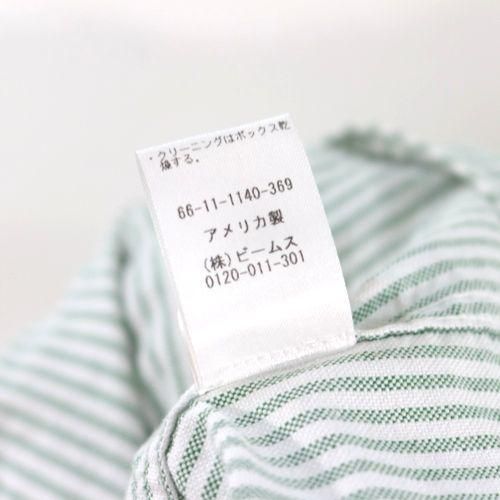 ・クリーニングはボックス乾
燥する。
66-11-1140-369
アメリカ製
(株)ビームス
0120-011-301